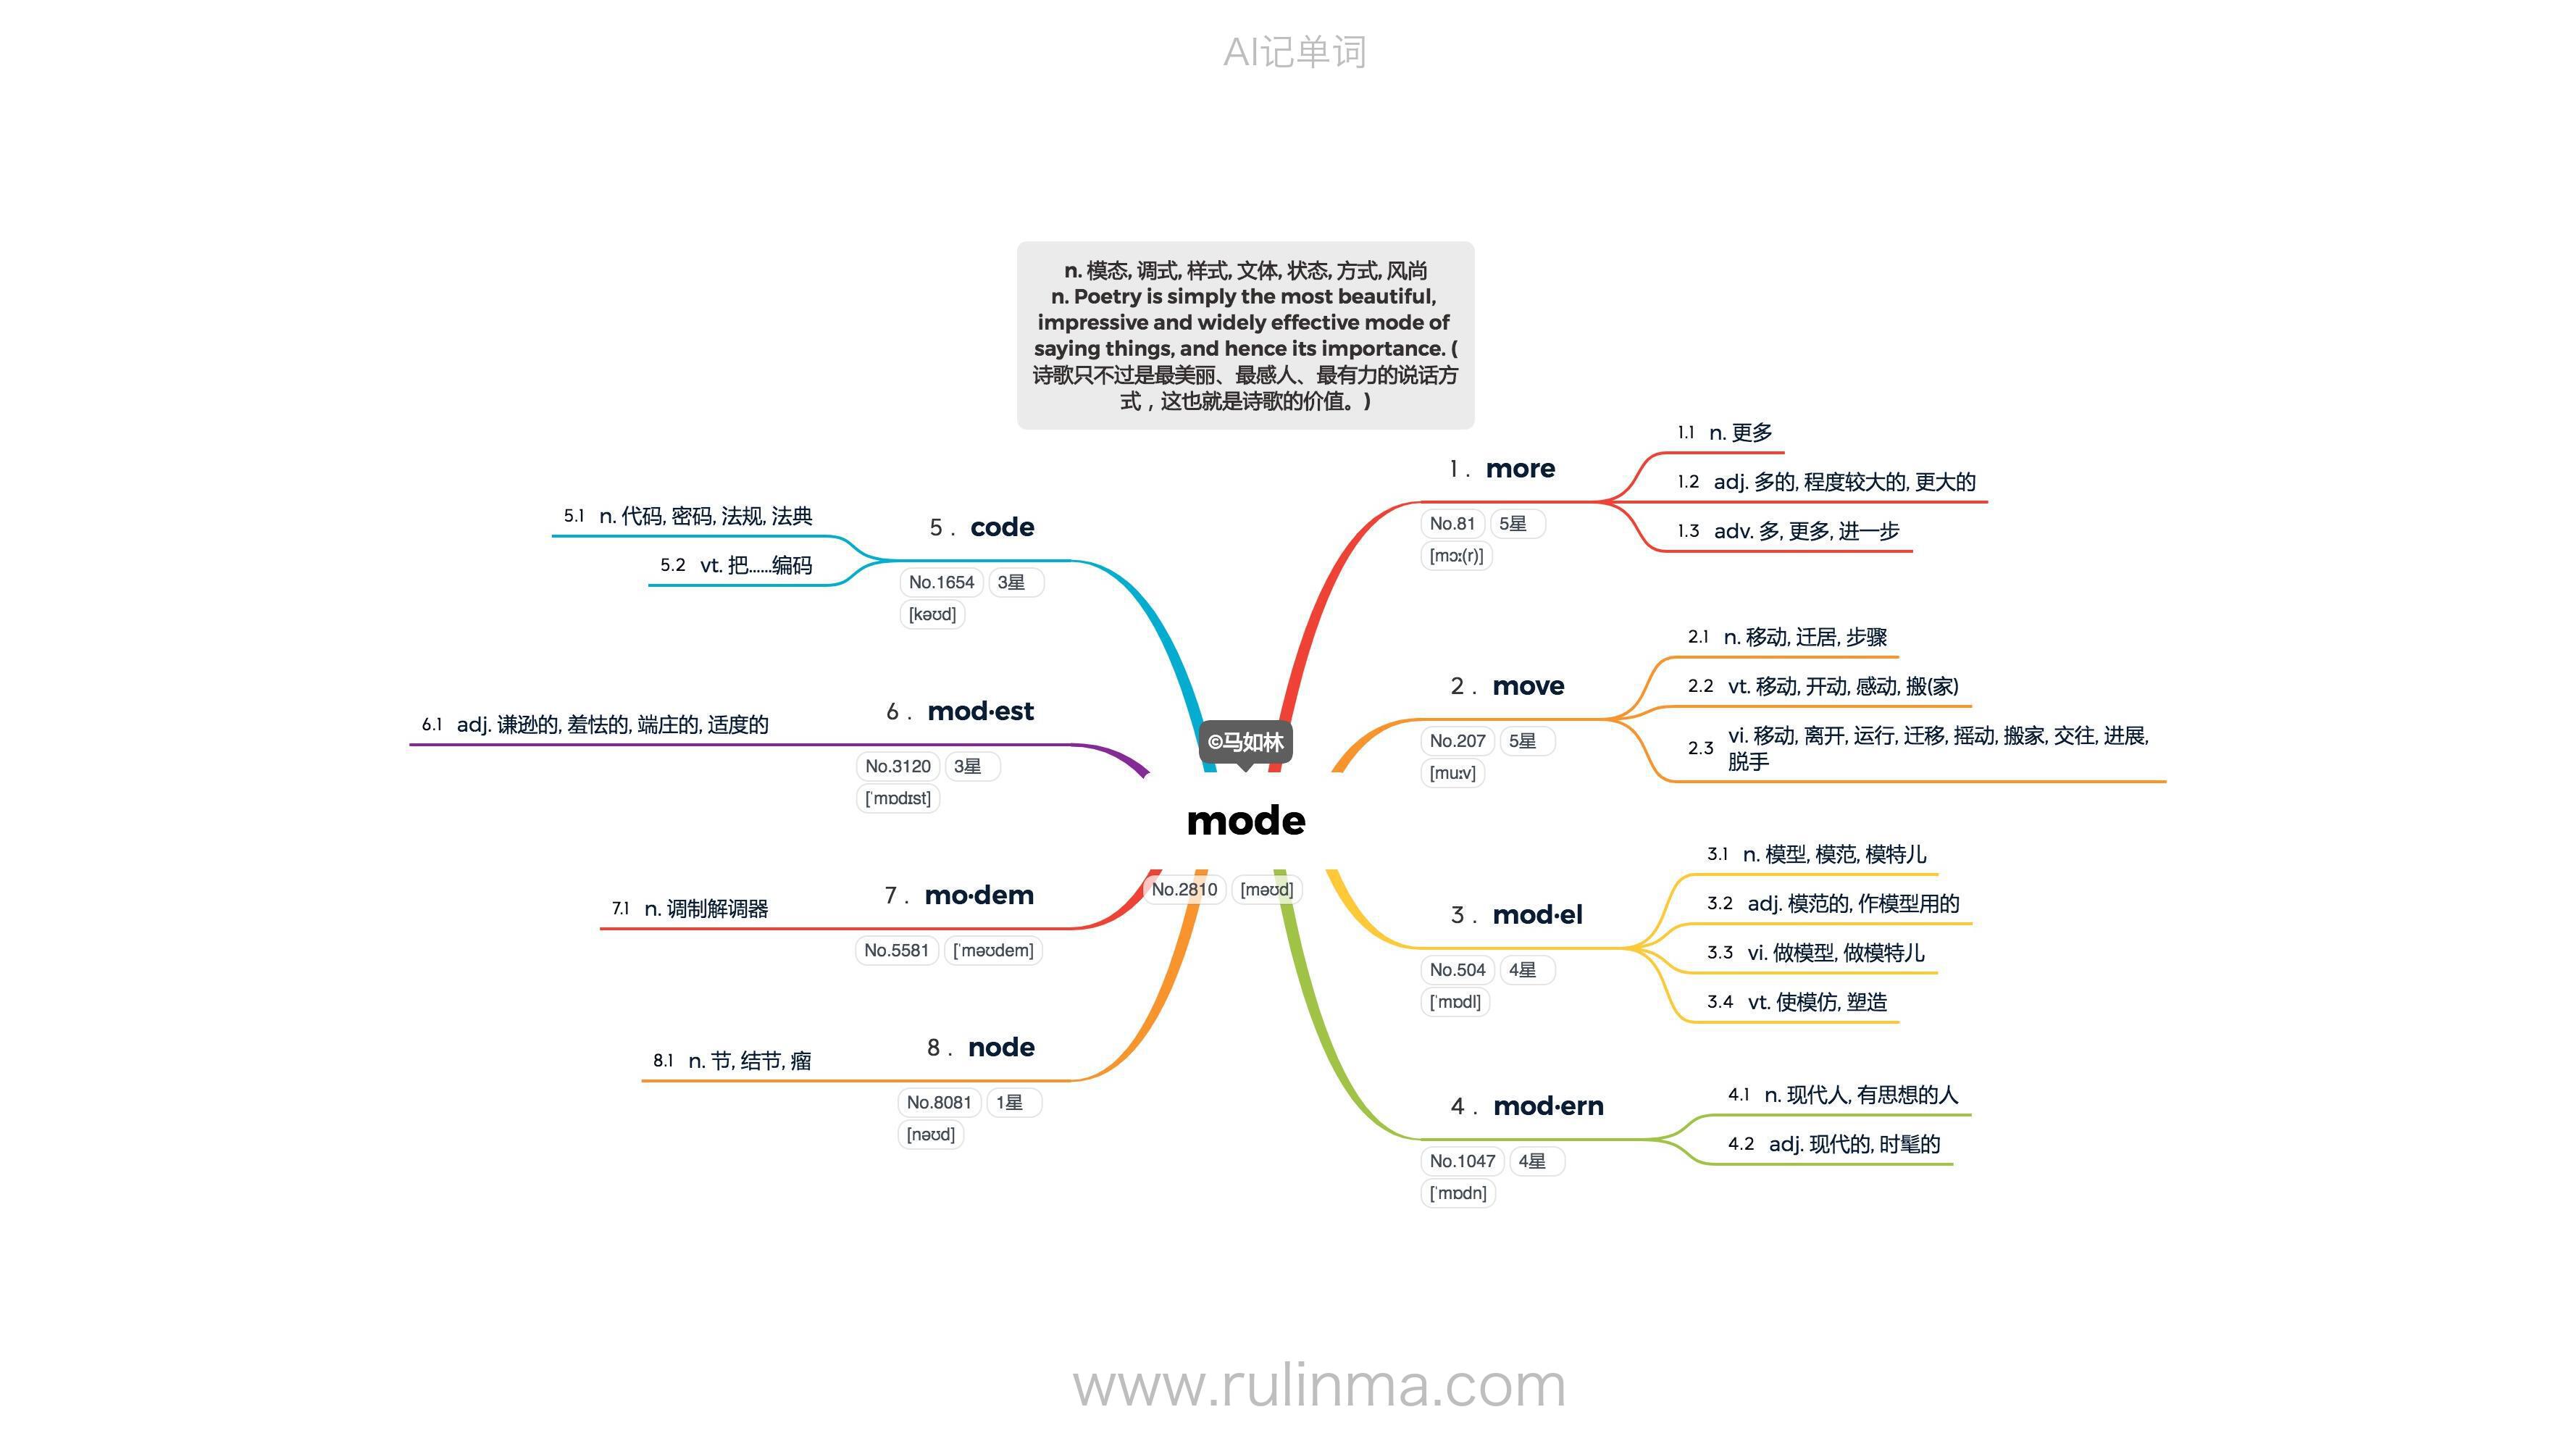 AI记单词
n. 模态, 调式, 样式, 文体, 状态, 方式, 风尚
n. Poetry is simply the most beautiful,
impressive and widely effective mode of
saying things, and hence its importance. (
诗歌只不过是最美丽、最感人、最有力的说话方
式，这也就是诗歌的价值。)
©马如林
mode
No.2810 [məʊd]
1. more
No.81 5星
[mɔː(r)]
1.1 n. 更多
1.2 adj. 多的, 程度较大的, 更大的
1.3 adv. 多, 更多, 进一步
2. move
No.207 5星
[muːv]
2.1 n. 移动, 迁居, 步骤
2.2 vt. 移动, 开动, 感动, 搬(家)
2.3 vi. 移动, 离开, 运行, 迁移, 摇动, 搬家, 交往, 进展,
脱手
3. mod·el
No.504 4星
[ˈmɒdl]
3.1 n. 模型, 模范, 模特儿
3.2 adj. 模范的, 作模型用的
3.3 vi. 做模型, 做模特儿
3.4 vt. 使模仿, 塑造
4. mod·ern
No.1047 4星
[ˈmɒdn]
4.1 n. 现代人, 有思想的人
4.2 adj. 现代的, 时髦的
5. code
No.1654 3星
[kəʊd]
5.1 n. 代码, 密码, 法规, 法典
5.2 vt. 把......编码
6. mod·est
No.3120 3星
[ˈmɒdɪst]
6.1 adj. 谦逊的, 羞怯的, 端庄的, 适度的
7. mo·dem
No.5581 [ˈməʊdem]
7.1 n. 调制解调器
8. node
No.8081 1星
[nəʊd]
8.1 n. 节, 结节, 瘤
www.rulinma.com